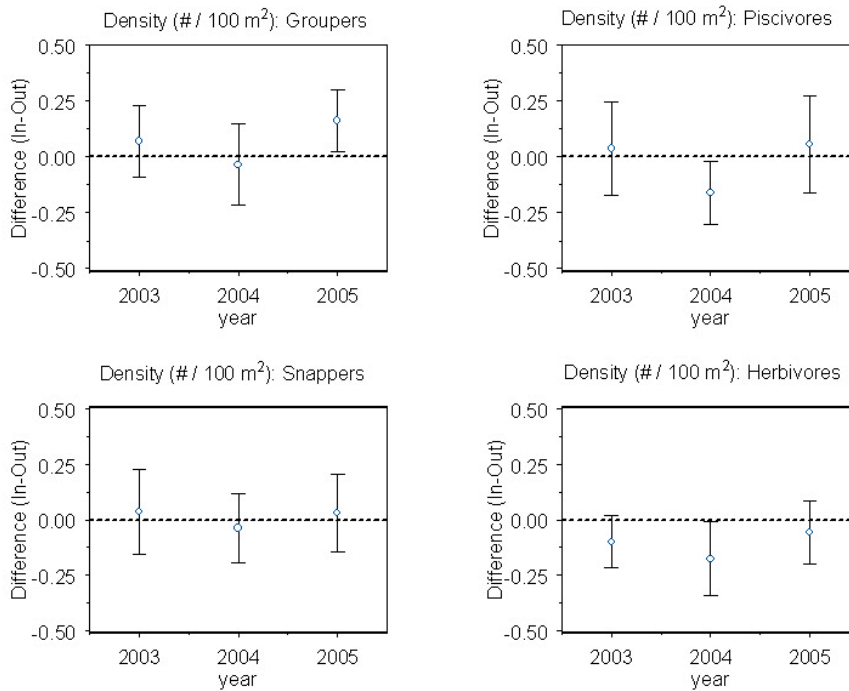 Density (# / 100 m²): Groupers
0.50
0.25
0.00
-0.25
-0.50
Difference (In-Out)
2003 2004 2005
year
Density (# / 100 m²): Piscivores
0.50
0.25
0.00
-0.25
-0.50
Difference (In-Out)
2003 2004 2005
year
Density (# / 100 m²): Snappers
0.50
0.25
0.00
-0.25
-0.50
Difference (In-Out)
2003 2004 2005
year
Density (# / 100 m²): Herbivores
0.50
0.25
0.00
-0.25
-0.50
Difference (In-Out)
2003 2004 2005
year